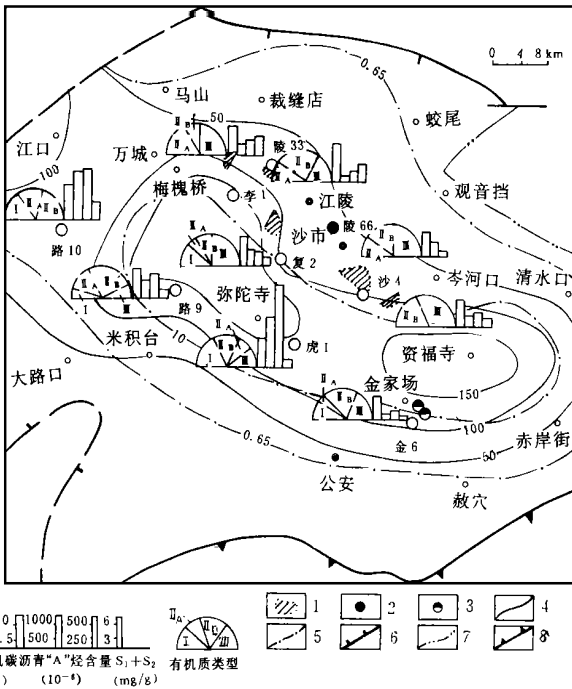 0 4 8 km
0.65
马山
裁缝店
蛟尾
江口
万城
50
陵33
100
梅槐桥
李1
江陵
观音挡
沙市
陵66
路10
复2
沙4
岑河口
清水口
路9
弥陀寺
米积台
10
虎1
资福寺
大路口
150
金家场
100
赤岸街
0.65
金6
50
公安
赦穴
Ⅰ Ⅱ_A Ⅱ_B Ⅲ
1000 500 6
500 250 3
碳 沥青“A” 烃含量 S₁+S₂
(10⁻⁶) (mg/g)
有机质类型
1 2 3 4
5 6 7 8